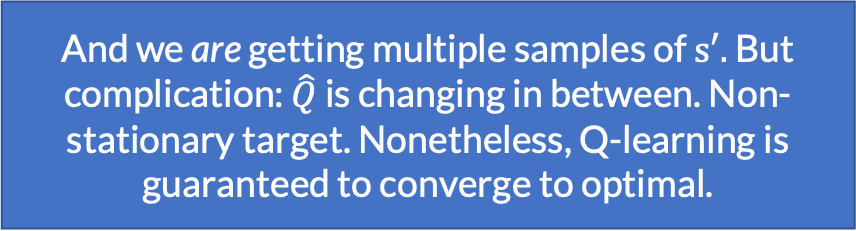 And we are getting multiple samples of s′. But
complication: Q̂ is changing in between. Non-
stationary target. Nonetheless, Q-learning is
guaranteed to converge to optimal.